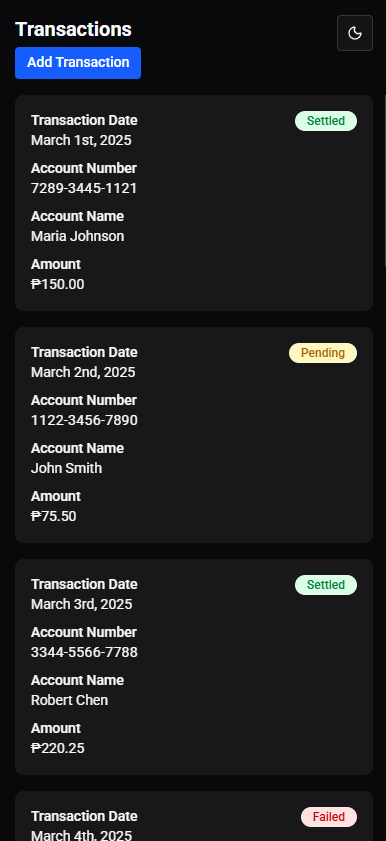 Transactions
Add Transaction
Transaction Date
Settled
March 1st, 2025
Account Number
7289-3445-1121
Account Name
Maria Johnson
Amount
₱150.00
Transaction Date
Pending
March 2nd, 2025
Account Number
1122-3456-7890
Account Name
John Smith
Amount
₱75.50
Transaction Date
Settled
March 3rd, 2025
Account Number
3344-5566-7788
Account Name
Robert Chen
Amount
₱220.25
Transaction Date
Failed
March 4th, 2025